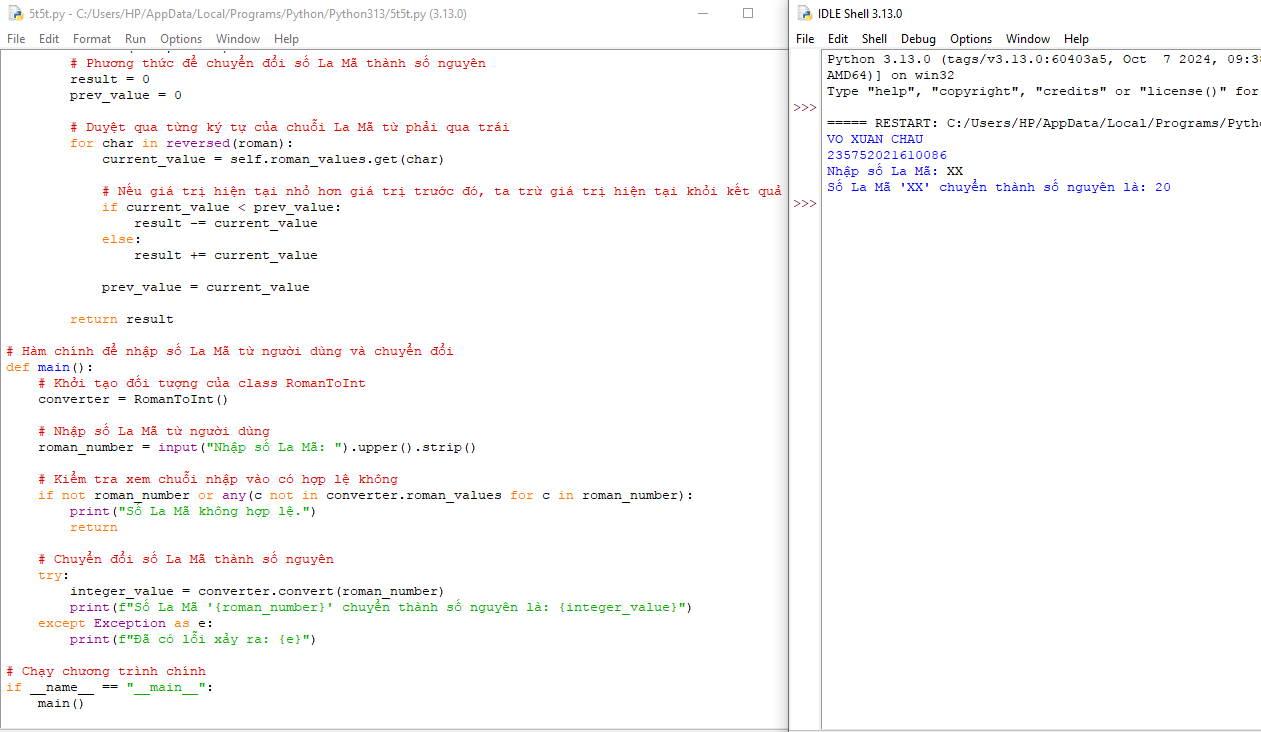 5t5t.py - C:/Users/HP/AppData/Local/Programs/Python/Python313/5t5t.py (3.13.0)
File Edit Format Run Options Window Help
# Phương thức để chuyển đổi số La Mã thành số nguyên
result = 0
prev_value = 0
# Duyệt qua từng ký tự của chuỗi La Mã từ phải qua trái
for char in reversed(roman):
current_value = self.roman_values.get(char)
# Nếu giá trị hiện tại nhỏ hơn giá trị trước đó, ta trừ giá trị hiện tại khỏi kết quả
if current_value < prev_value:
result -= current_value
else:
result += current_value
prev_value = current_value
return result
# Hàm chính để nhập số La Mã từ người dùng và chuyển đổi
def main():
# Khởi tạo đối tượng của class RomanToInt
converter = RomanToInt()
# Nhập số La Mã từ người dùng
roman_number = input("Nhập số La Mã: ").upper().strip()
# Kiểm tra xem chuỗi nhập vào có hợp lệ không
if not roman_number or any(c not in converter.roman_values for c in roman_number):
print("Số La Mã không hợp lệ.")
return
# Chuyển đổi số La Mã thành số nguyên
try:
integer_value = converter.convert(roman_number)
print(f"Số La Mã '{roman_number}' chuyển thành số nguyên là: {integer_value}")
except Exception as e:
print(f"Đã có lỗi xảy ra: {e}")
# Chạy chương trình chính
if __name__ == "__main__":
main()
IDLE Shell 3.13.0
File Edit Shell Debug Options Window Help
Python 3.13.0 (tags/v3.13.0:60403a5, Oct  7 2024, 09:38
AMD64)] on win32
Type "help", "copyright", "credits" or "license()" for
>>>
===== RESTART: C:/Users/HP/AppData/Local/Programs/Pyth
VO XUAN CHAU
235752021610086
Nhập số La Mã: XX
Số La Mã 'XX' chuyển thành số nguyên là: 20
>>>